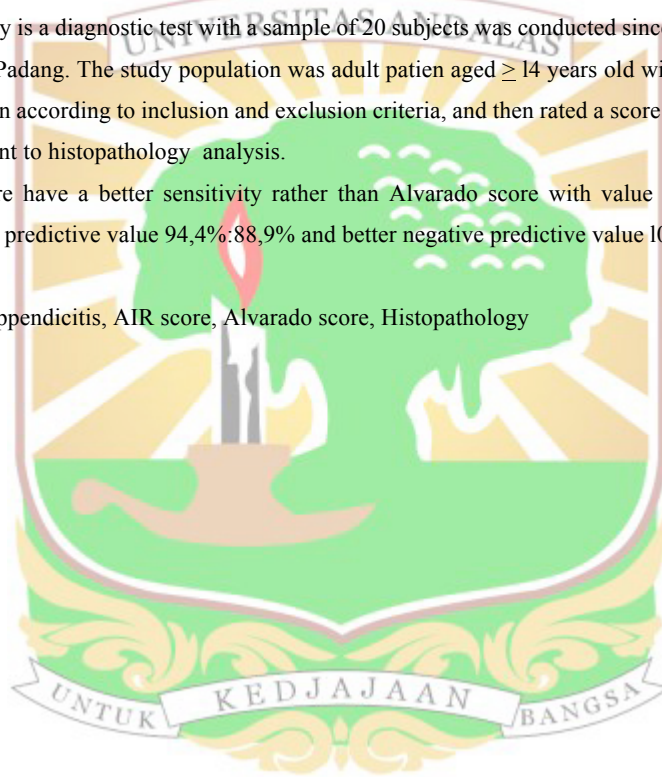 UNIVERSITAS ANDALAS
y is a diagnostic test with a sample of 20 subjects was conducted since
Padang. The study population was adult patien aged > l4 years old wi
n according to inclusion and exclusion criteria, and then rated a score
nt to histopathology analysis.
re have a better sensitivity rather than Alvarado score with value
predictive value 94,4%:88,9% and better negative predictive value l0
ppendicitis, AIR score, Alvarado score, Histopathology
UNTUK KEDJAJAAN BANGSA